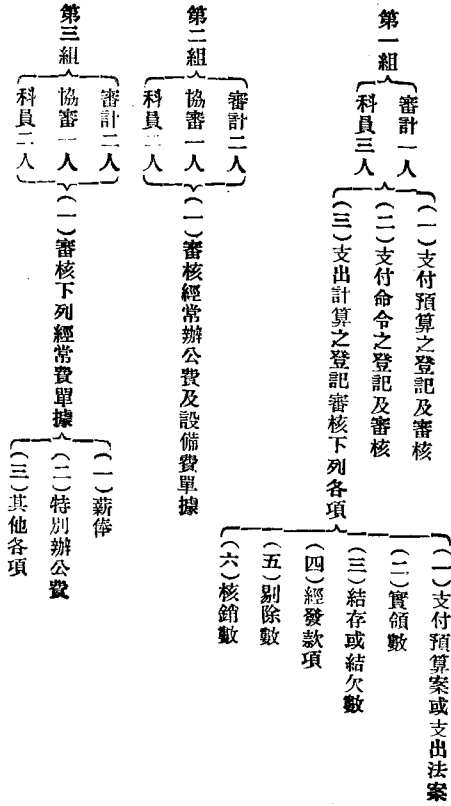 第一組
審計一人
科員三人
（一）支付預算之登記及審核
（二）支付命令之登記及審核
（三）支出計算之登記審核下列各項
（一）支付預算案或支出法案
（二）實領數
（三）結存或結欠數
（四）經發款項
（五）剔除數
（六）核銷數
第二組
審計二人
協審一人
科員二人
（一）審核經常辦公費及設備費單據
第三組
審計二人
協審一人
科員二人
（一）審核下列經常費單據
（一）薪俸
（二）特別辦公費
（三）其他各項